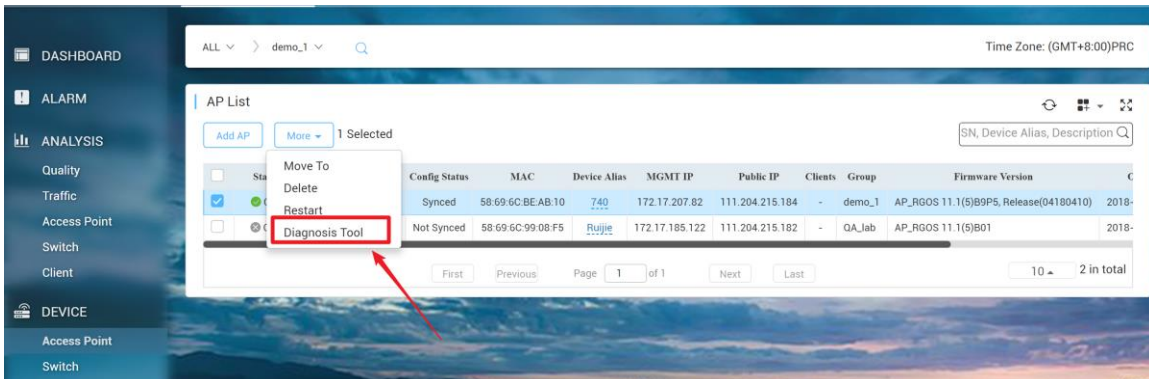 DASHBOARD
ALARM
ANALYSIS
Quality
Traffic
Access Point
Switch
Client
DEVICE
Access Point
Switch
ALL > demo_1
Time Zone: (GMT+8:00)PRC
AP List
Add AP More 1 Selected
SN, Device Alias, Description
Move To
Delete
Restart
Diagnosis Tool
Sta Config Status MAC Device Alias MGMT IP Public IP Clients Group Firmware Version
Synced 58:69:6C:BE:AB:10 740 172.17.207.82 111.204.215.184 - demo_1 AP_RGOS 11.1(5)B9P5, Release(04180410) 2018-
Not Synced 58:69:6C:99:08:F5 Ruijie 172.17.185.122 111.204.215.182 - QA_lab AP_RGOS 11.1(5)B01 2018-
First Previous Page 1 of 1 Next Last 10 2 in total